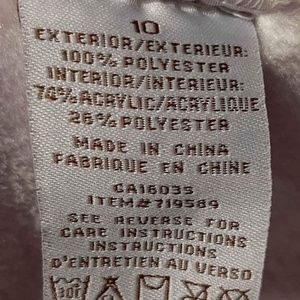 10
EXTERIOR/EXTERIEUR:
100% POLYESTER
INTERIOR/INTERIEUR:
74% ACRYLIC/ACRYLIQUE
26% POLYESTER
MADE IN CHINA
FABRIQUE EN CHINE
CA18035
ITEM#719589
SEE REVERSE FOR
CARE INSTRUCTIONS
INSTRUCTIONS
D'ENTRETIEN AU VERSO